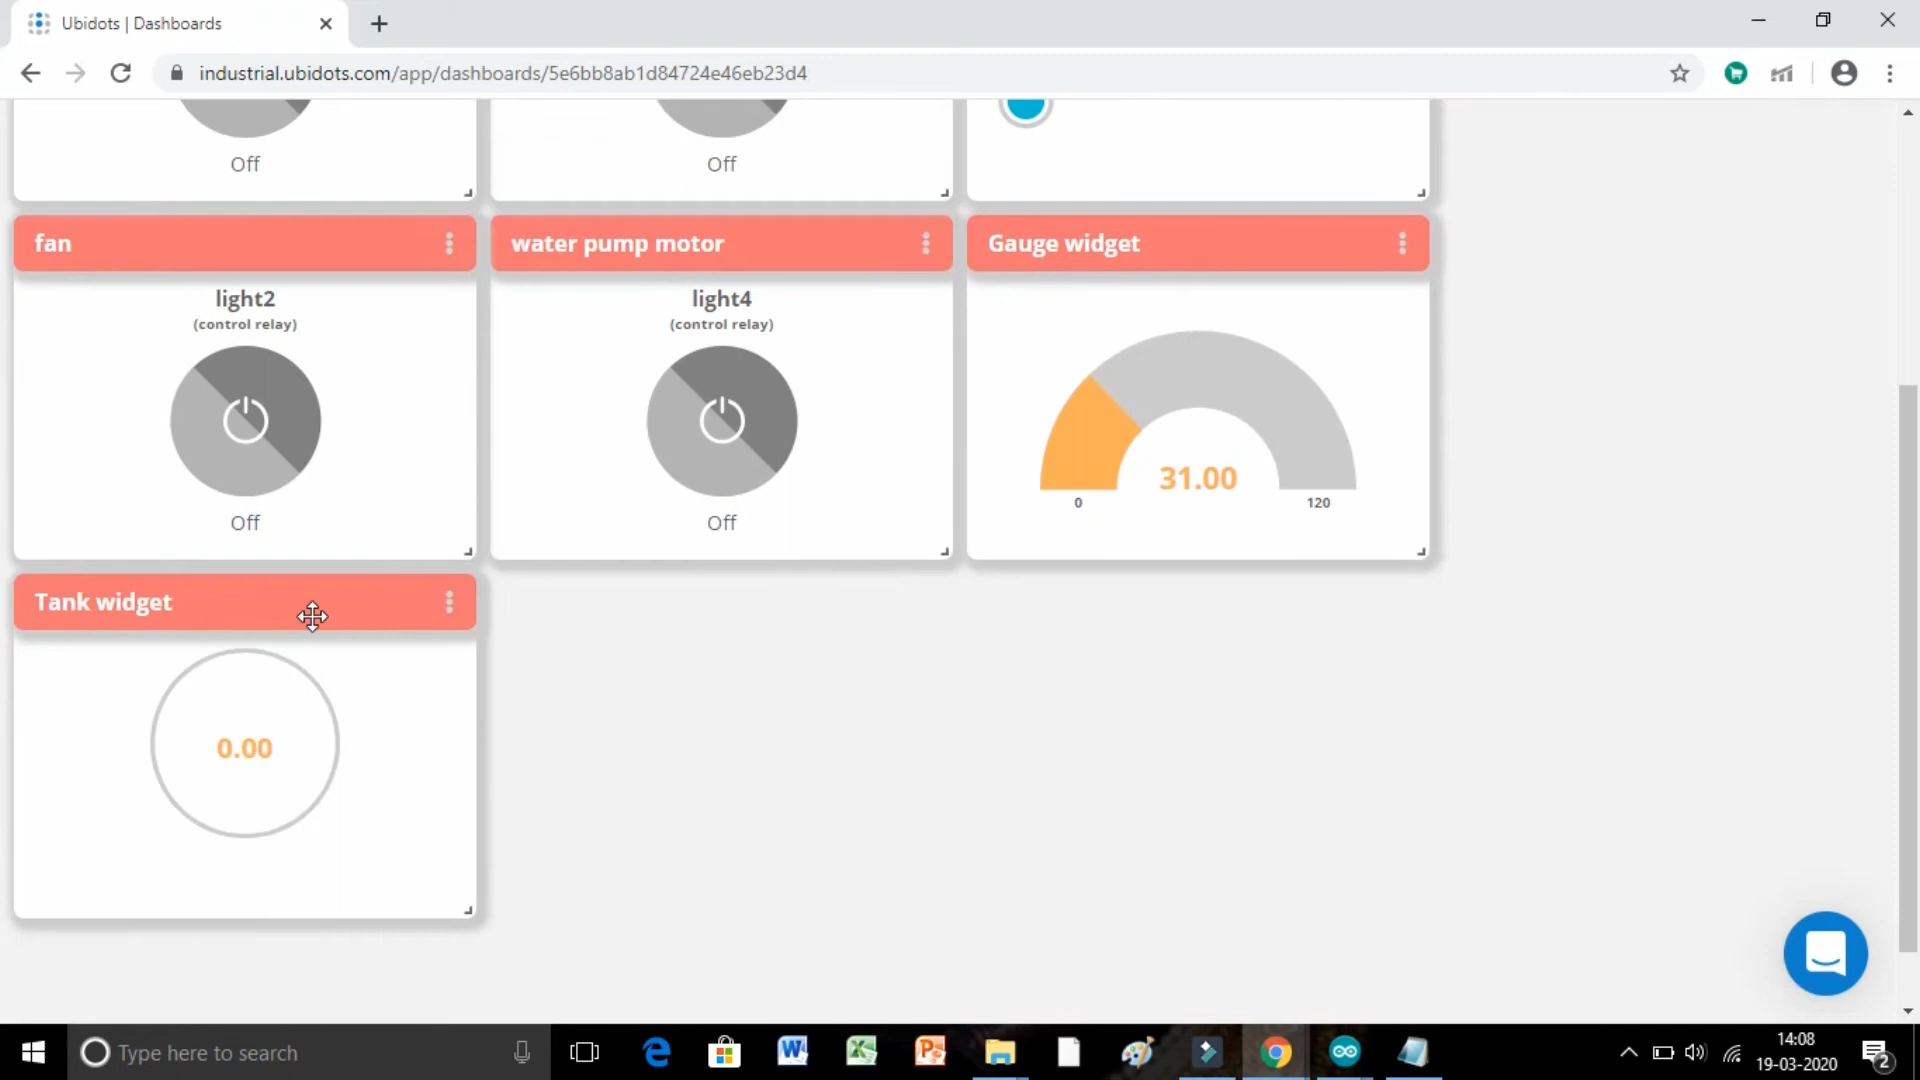 Ubidots | Dashboards
industrial.ubidots.com/app/dashboards/5e6bb8ab1d84724e46eb23d4
Off
Off
fan
water pump motor
Gauge widget
light2
(control relay)
light4
(control relay)
31.00
0
120
Off
Off
Tank widget
0.00
Type here to search
14:08
19-03-2020
2